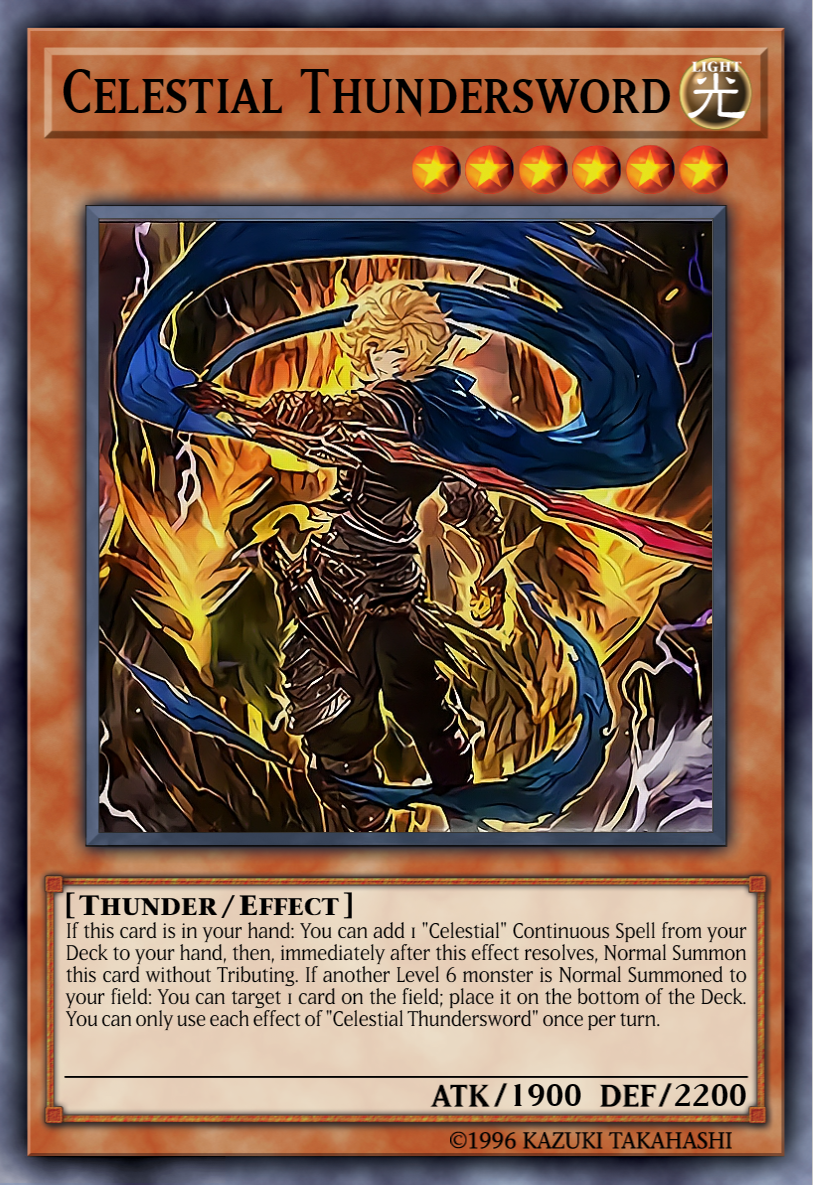 Celestial Thundersword
LIGHT
光
[Thunder/Effect]
If this card is in your hand: You can add 1 "Celestial" Continuous Spell from your
Deck to your hand, then, immediately after this effect resolves, Normal Summon
this card without Tributing. If another Level 6 monster is Normal Summoned to
your field: You can target 1 card on the field; place it on the bottom of the Deck.
You can only use each effect of "Celestial Thundersword" once per turn.
ATK/1900 DEF/2200
©1996 KAZUKI TAKAHASHI